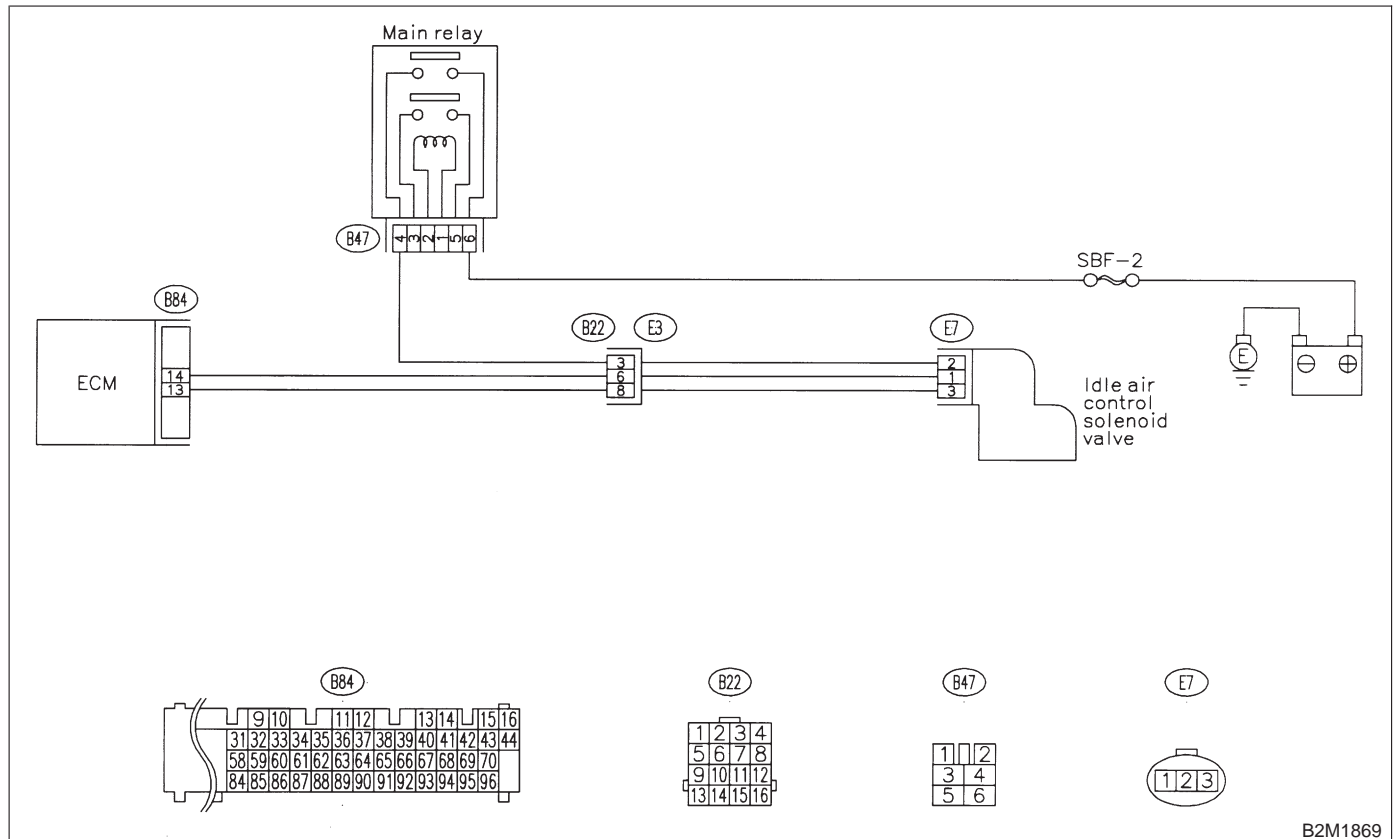 Main relay
B47
4 3 2 1 5 6
SBF-2
B84
B22
E3
E7
E
⊖ ⊕
ECM
14
13
3
6
8
2
1
3
Idle air
control
solenoid
valve
B84
B22
B47
E7
9 10 11 12 13 14 15 16
31 32 33 34 35 36 37 38 39 40 41 42 43 44
58 59 60 61 62 63 64 65 66 67 68 69 70
84 85 86 87 88 89 90 91 92 93 94 95 96
1 2 3 4
5 6 7 8
9 10 11 12
13 14 15 16
1 2
3 4
5 6
1 2 3
B2M1869